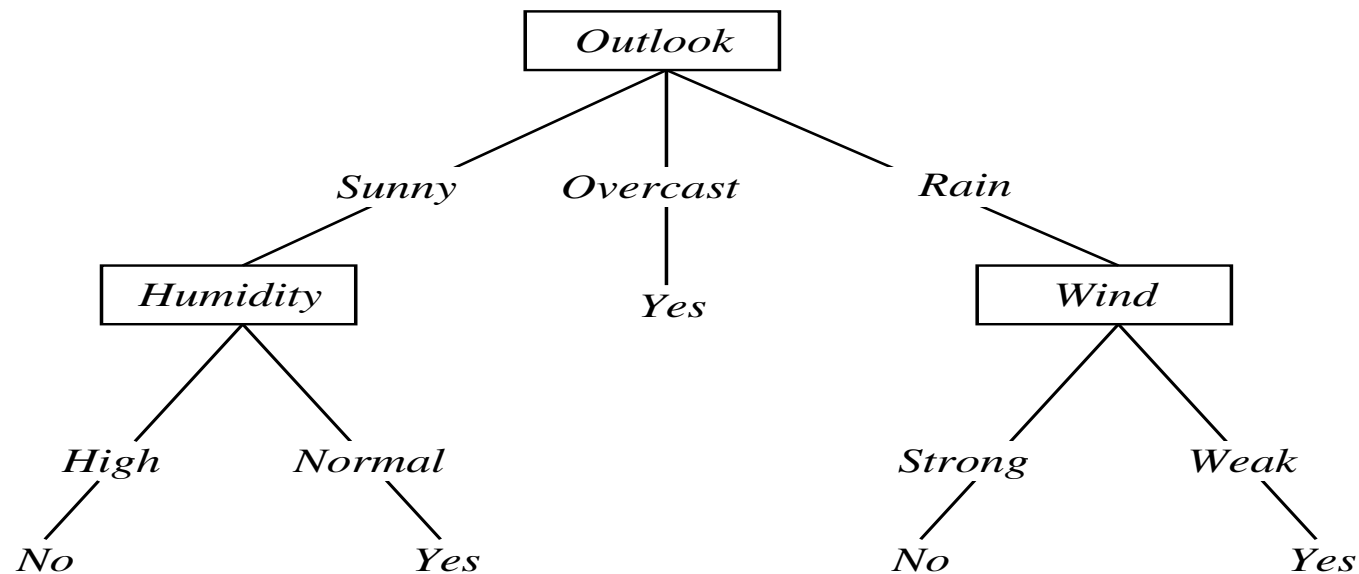 Outlook
Sunny Overcast Rain
Humidity Yes Wind
High Normal Strong Weak
No Yes No Yes